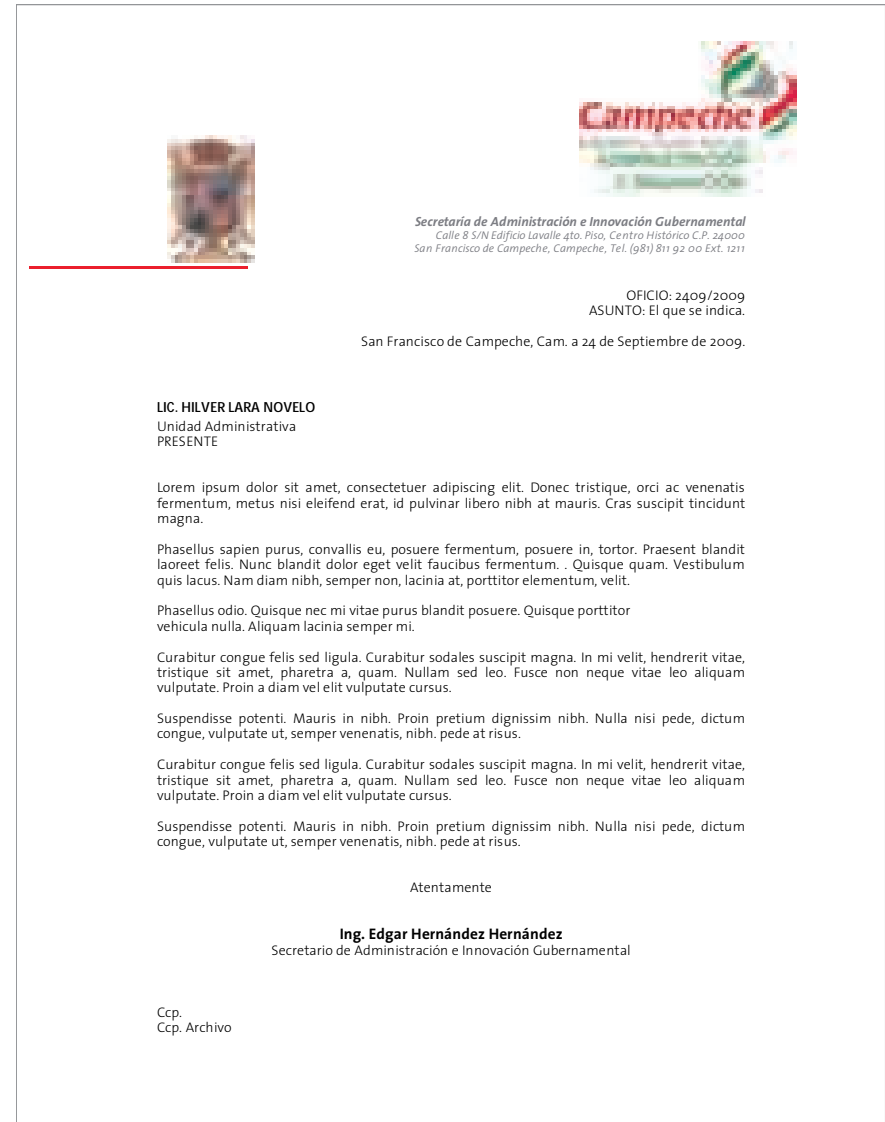 Campeche
Secretaría de Administración e Innovación Gubernamental
Calle 8 S/N Edificio Lavalle 4to. Piso, Centro Histórico C.P. 24000
San Francisco de Campeche, Campeche, Tel. (981) 811 92 00 Ext. 1211
OFICIO: 2409/2009
ASUNTO: El que se indica.
San Francisco de Campeche, Cam. a 24 de Septiembre de 2009.
LIC. HILVER LARA NOVELO
Unidad Administrativa
PRESENTE
Lorem ipsum dolor sit amet, consectetuer adipiscing elit. Donec tristique, orci ac venenatis
fermentum, metus nisi eleifend erat, id pulvinar libero nibh at mauris. Cras suscipit tincidunt
magna.
Phasellus sapien purus, convallis eu, posuere fermentum, posuere in, tortor. Praesent blandit
laoreet felis. Nunc blandit dolor eget velit faucibus fermentum. . Quisque quam. Vestibulum
quis lacus. Nam diam nibh, semper non, lacinia at, porttitor elementum, velit.
Phasellus odio. Quisque nec mi vitae purus blandit posuere. Quisque porttitor
vehicula nulla. Aliquam lacinia semper mi.
Curabitur congue felis sed ligula. Curabitur sodales suscipit magna. In mi velit, hendrerit vitae,
tristique sit amet, pharetra a, quam. Nullam sed leo. Fusce non neque vitae leo aliquam
vulputate. Proin a diam vel elit vulputate cursus.
Suspendisse potenti. Mauris in nibh. Proin pretium dignissim nibh. Nulla nisi pede, dictum
congue, vulputate ut, semper venenatis, nibh. pede at risus.
Curabitur congue felis sed ligula. Curabitur sodales suscipit magna. In mi velit, hendrerit vitae,
tristique sit amet, pharetra a, quam. Nullam sed leo. Fusce non neque vitae leo aliquam
vulputate. Proin a diam vel elit vulputate cursus.
Suspendisse potenti. Mauris in nibh. Proin pretium dignissim nibh. Nulla nisi pede, dictum
congue, vulputate ut, semper venenatis, nibh. pede at risus.
Atentamente
Ing. Edgar Hernández Hernández
Secretario de Administración e Innovación Gubernamental
Ccp.
Ccp. Archivo